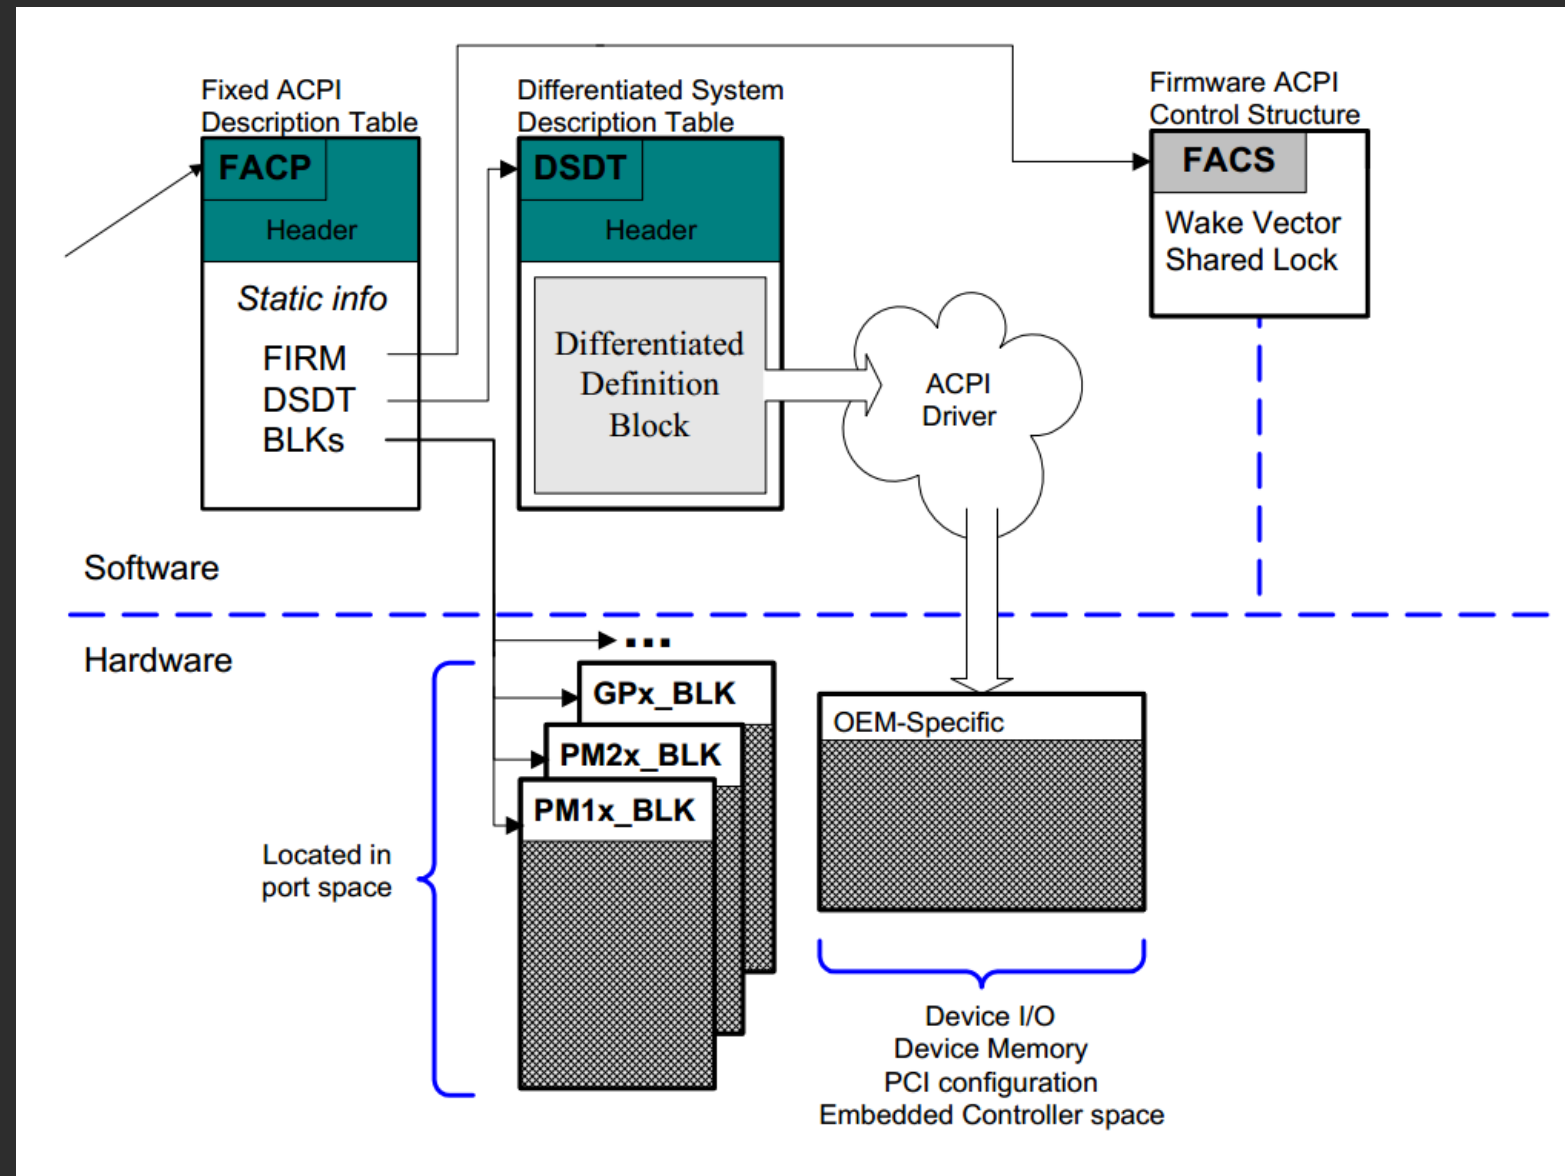 Fixed ACPI
Description Table
FACP
Header
Static info
FIRM
DSDT
BLKs
Differentiated System
Description Table
DSDT
Header
Differentiated
Definition
Block
ACPI
Driver
Firmware ACPI
Control Structure
FACS
Wake Vector
Shared Lock
Software
Hardware
...
GPx_BLK
PM2x_BLK
PM1x_BLK
Located in
port space
OEM-Specific
Device I/O
Device Memory
PCI configuration
Embedded Controller space